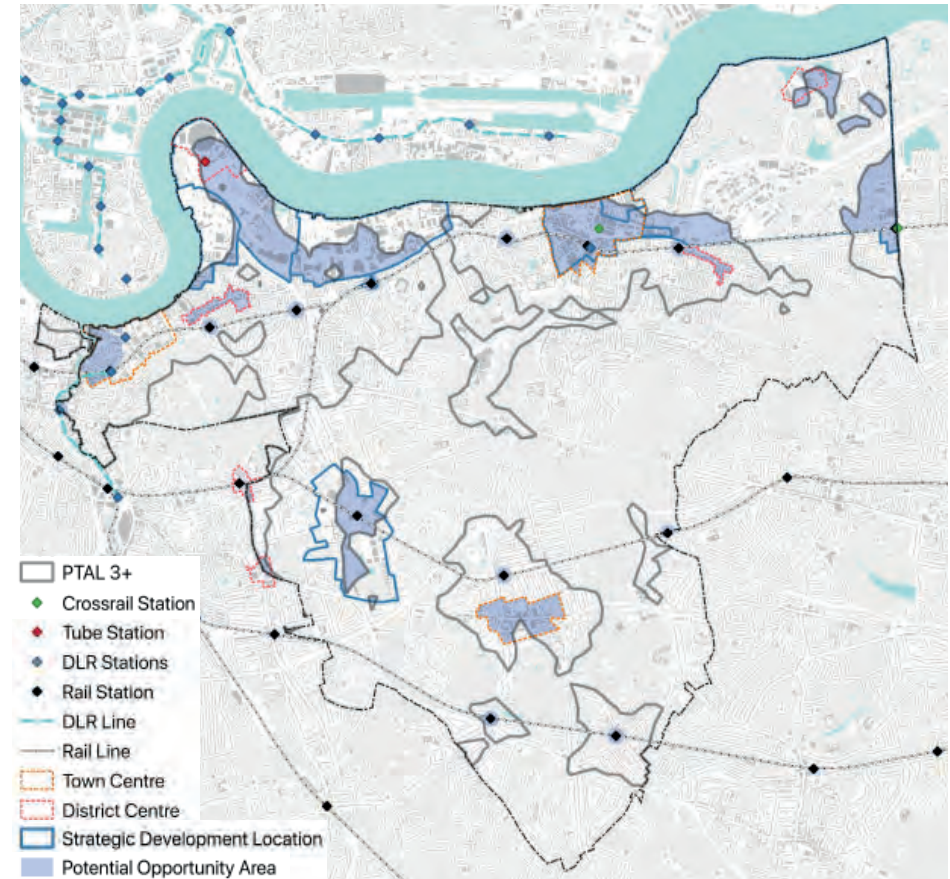 PTAL 3+
Crossrail Station
Tube Station
DLR Stations
Rail Station
DLR Line
Rail Line
Town Centre
District Centre
Strategic Development Location
Potential Opportunity Area